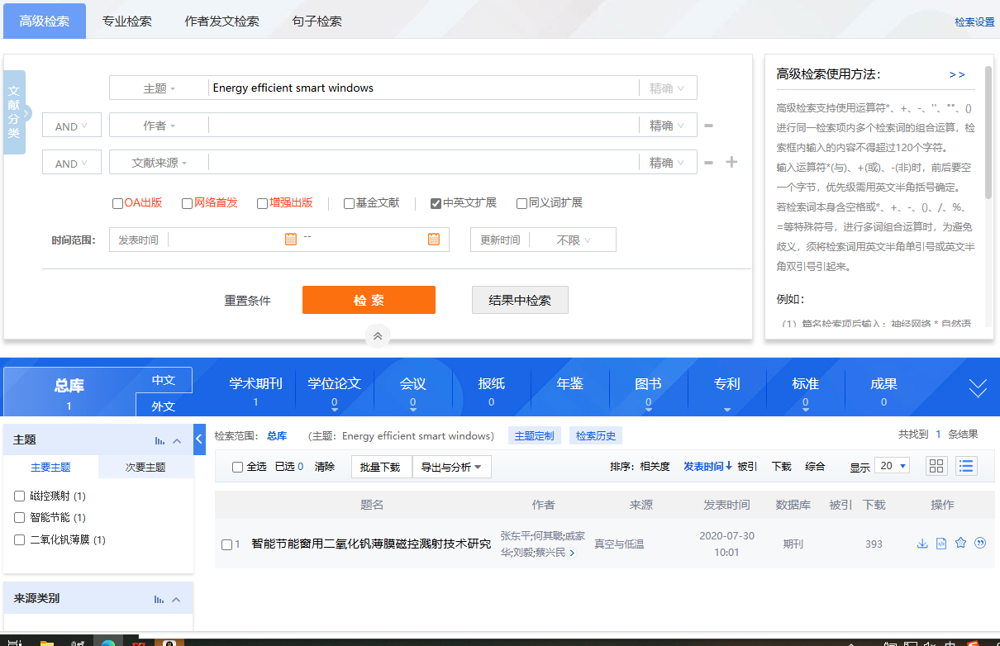 高级检索 专业检索 作者发文检索 句子检索 检索设置
文献分类
主题 Energy efficient smart windows 精确
AND 作者 精确
AND 文献来源 精确
OA出版 网络首发 增强出版 基金文献 中英文扩展 同义词扩展
时间范围： 发表时间 -- 更新时间 不限
重置条件 检 索 结果中检索
高级检索使用方法： >>
高级检索支持使用运算符*、+、-、''、""、()
进行同一检索项内多个检索词的组合运算，检
索框内输入的内容不得超过120个字符。
输入运算符*(与)、+(或)、-(非)时，前后要空
一个字节，优先级需用英文半角括号确定。
若检索词本身含空格或*、+、-、()、/、%、
=等特殊符号，进行多词组合运算时，为避免
歧义，须将检索词用英文半角单引号或英文半
角双引号引起来。
例如：
（1）篇名检索项后输入：神经网络 * 自然语
总库 1 中文 外文
学术期刊 1 学位论文 0 会议 0 报纸 0 年鉴 图书 0 专利 标准 0 成果 0
主题
主要主题 次要主题
磁控溅射 (1)
智能节能 (1)
二氧化钒薄膜 (1)
来源类别
检索范围： 总库 （主题：Energy efficient smart windows） 主题定制 检索历史 共找到 1 条结果
全选 已选 0 清除 批量下载 导出与分析 排序： 相关度 发表时间↓ 被引 下载 综合 显示 20
题名 作者 来源 发表时间 数据库 被引 下载 操作
1 智能节能窗用二氧化钒薄膜磁控溅射技术研究 张东平;何其聪;戚家华;刘毅;蔡兴民 真空与低温 2020-07-30 10:01 期刊 393